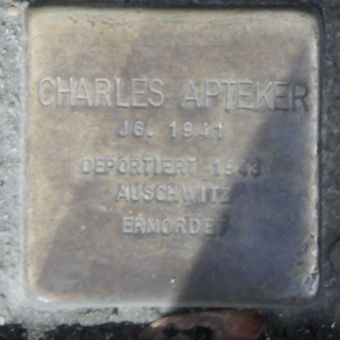 CHARLES APTEKER
JG. 1941
DEPORTIERT 1943
AUSCHWITZ
ERMORDET